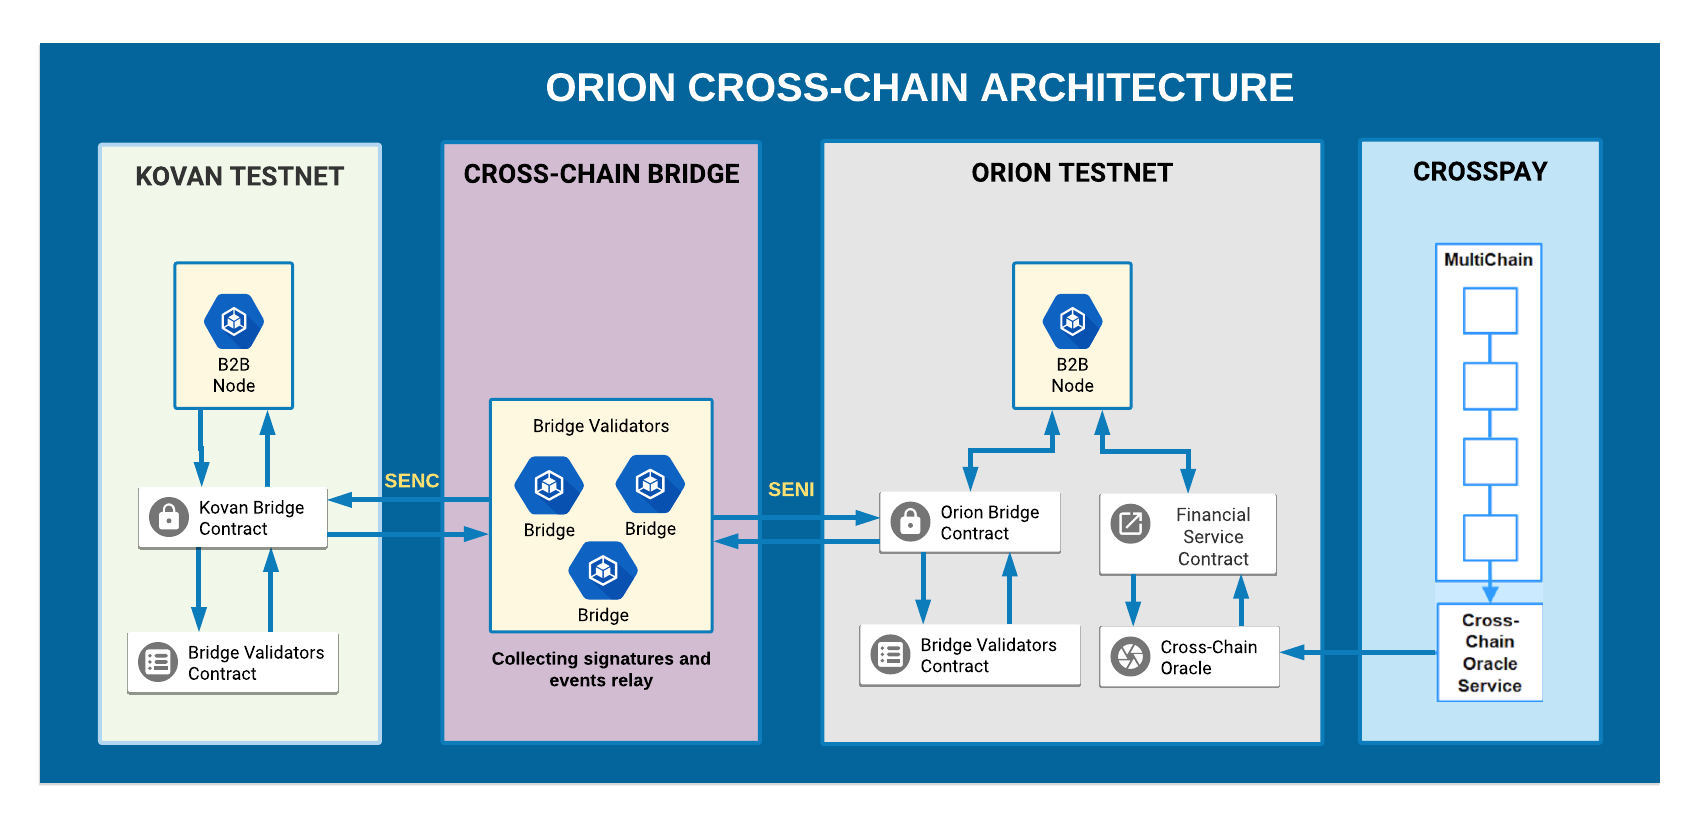 ORION CROSS-CHAIN ARCHITECTURE
KOVAN TESTNET
B2B
Node
Kovan Bridge
Contract
Bridge Validators
Contract
SENC
CROSS-CHAIN BRIDGE
Bridge Validators
Bridge
Bridge
Bridge
Collecting signatures and
events relay
SENI
ORION TESTNET
B2B
Node
Orion Bridge
Contract
Financial
Service
Contract
Bridge Validators
Contract
Cross-Chain
Oracle
CROSSPAY
MultiChain
Cross-
Chain
Oracle
Service